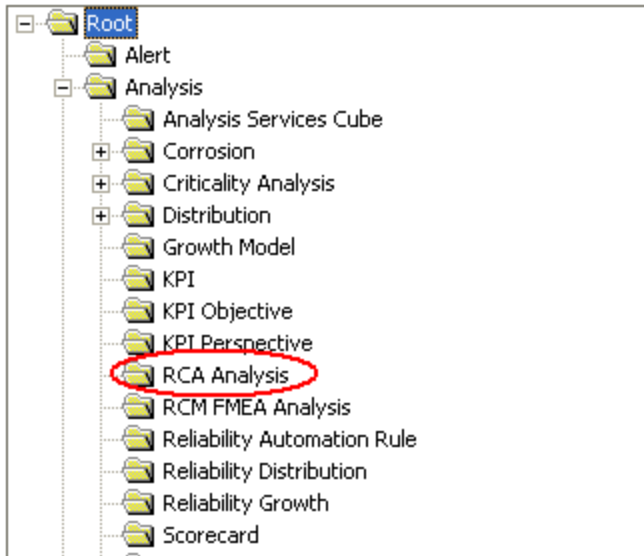 Root
Alert
Analysis
Analysis Services Cube
Corrosion
Criticality Analysis
Distribution
Growth Model
KPI
KPI Objective
KPI Perspective
RCA Analysis
RCM FMEA Analysis
Reliability Automation Rule
Reliability Distribution
Reliability Growth
Scorecard